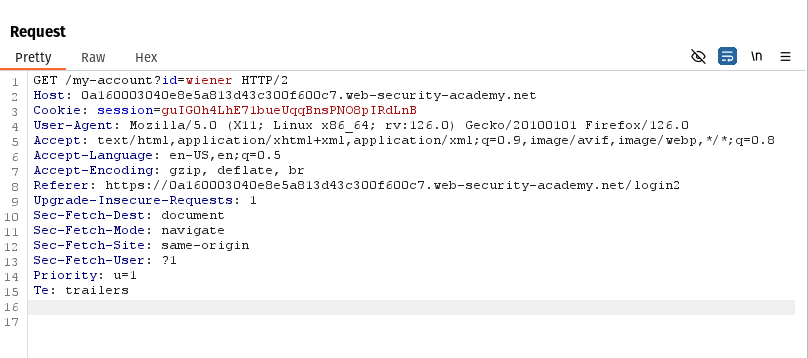 Request
Pretty Raw Hex \n
1 GET /my-account?id=wiener HTTP/2
2 Host: 0a160003040e8e5a813d43c300f600c7.web-security-academy.net
3 Cookie: session=guIGOh4LhE71bueUqqBnsPNO8pIRdLnB
4 User-Agent: Mozilla/5.0 (X11; Linux x86_64; rv:126.0) Gecko/20100101 Firefox/126.0
5 Accept: text/html,application/xhtml+xml,application/xml;q=0.9,image/avif,image/webp,*/*;q=0.8
6 Accept-Language: en-US,en;q=0.5
7 Accept-Encoding: gzip, deflate, br
8 Referer: https://0a160003040e8e5a813d43c300f600c7.web-security-academy.net/login2
9 Upgrade-Insecure-Requests: 1
10 Sec-Fetch-Dest: document
11 Sec-Fetch-Mode: navigate
12 Sec-Fetch-Site: same-origin
13 Sec-Fetch-User: ?1
14 Priority: u=1
15 Te: trailers
16
17